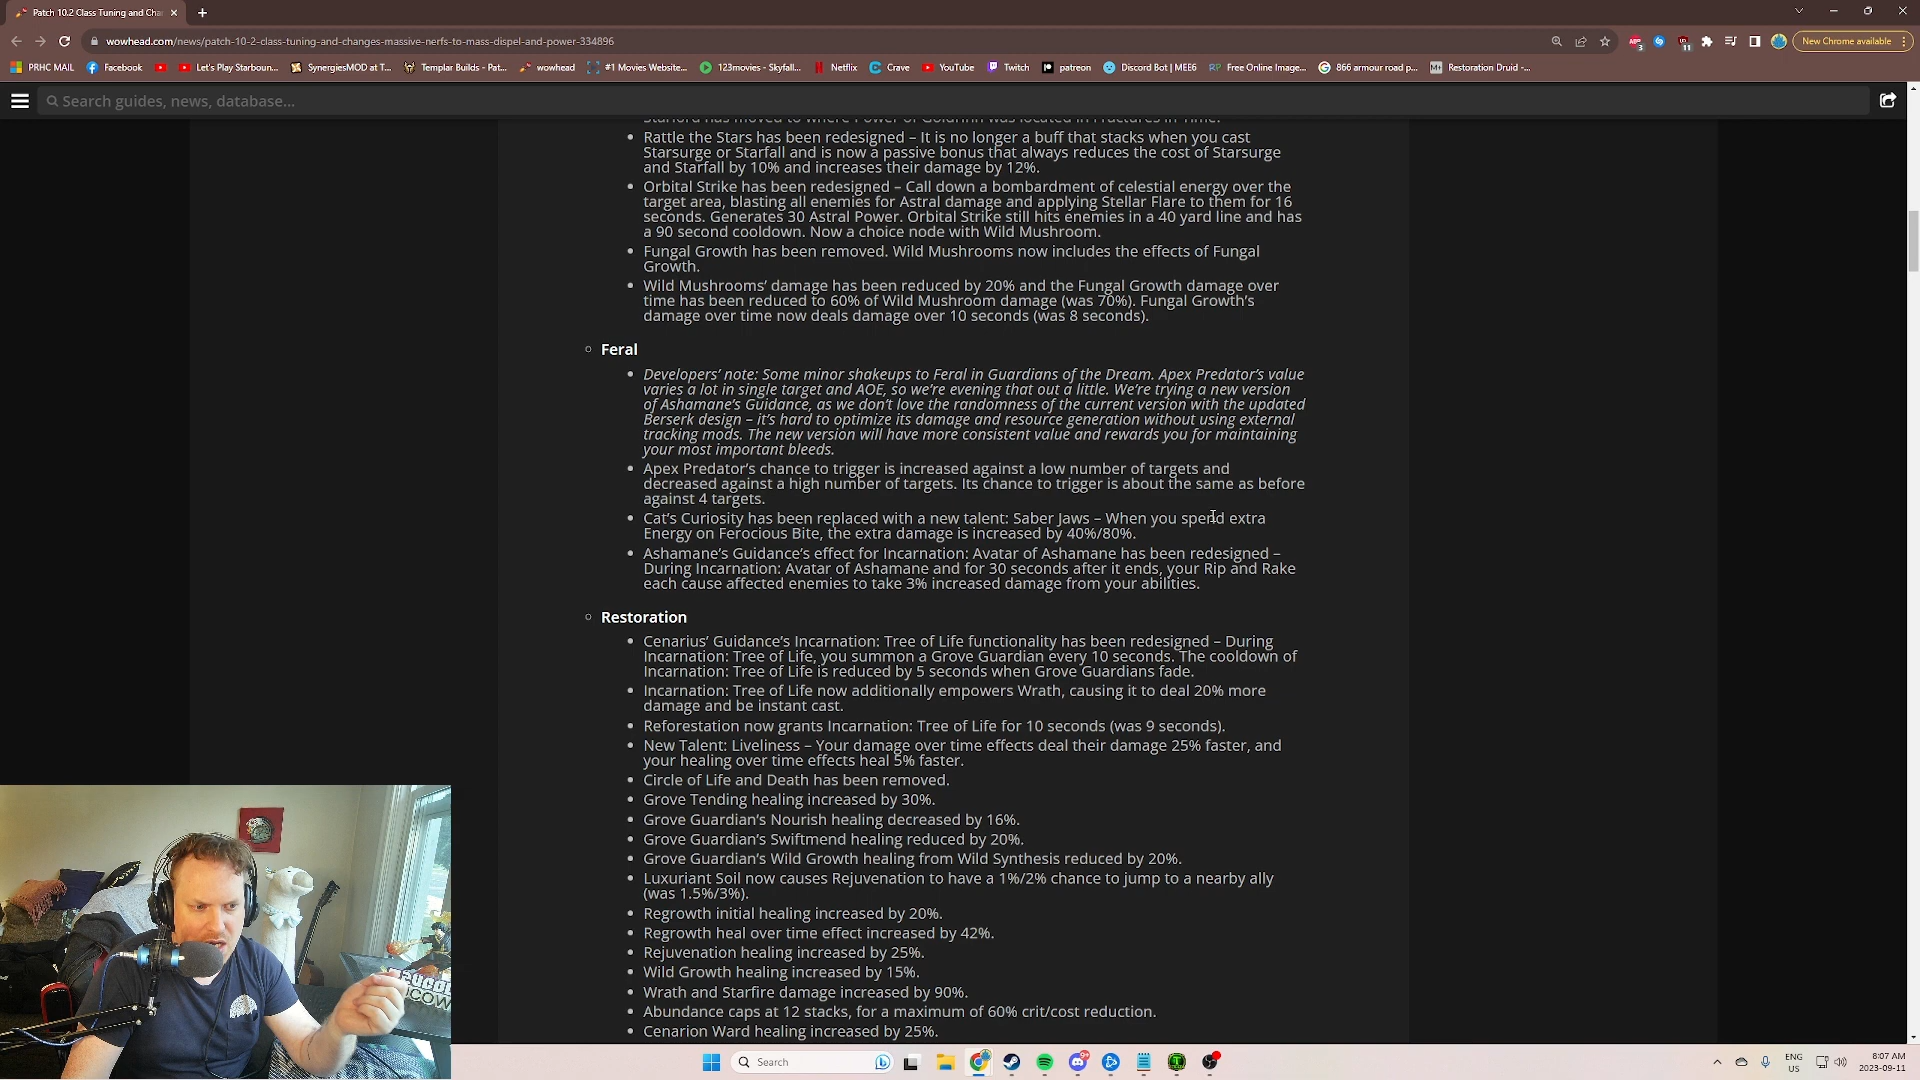 Patch 10.2 Class Tuning and Cha
wowhead.com/news/patch-10-2-class-tuning-and-changes-massive-nerfs-to-mass-dispel-and-power-334896
3
11
New Chrome available
PRHC MAIL
Facebook
Let's Play Starboun...
SynergiesMOD at T...
Templar Builds - Pat...
wowhead
#1 Movies Website...
123movies - Skyfall...
Netflix
Crave
YouTube
Twitch
patreon
Discord Bot | MEE6
RP Free Online Image...
866 armour road p...
M+ Restoration Druid -...
Search guides, news, database...
Starlord has moved to where Power of Goldrinn was located in Fractures in Time.
• Rattle the Stars has been redesigned – It is no longer a buff that stacks when you cast
Starsurge or Starfall and is now a passive bonus that always reduces the cost of Starsurge
and Starfall by 10% and increases their damage by 12%.
• Orbital Strike has been redesigned – Call down a bombardment of celestial energy over the
target area, blasting all enemies for Astral damage and applying Stellar Flare to them for 16
seconds. Generates 30 Astral Power. Orbital Strike still hits enemies in a 40 yard line and has
a 90 second cooldown. Now a choice node with Wild Mushroom.
• Fungal Growth has been removed. Wild Mushrooms now includes the effects of Fungal
Growth.
• Wild Mushrooms’ damage has been reduced by 20% and the Fungal Growth damage over
time has been reduced to 60% of Wild Mushroom damage (was 70%). Fungal Growth’s
damage over time now deals damage over 10 seconds (was 8 seconds).
Feral
• Developers’ note: Some minor shakeups to Feral in Guardians of the Dream. Apex Predator’s value
varies a lot in single target and AOE, so we’re evening that out a little. We’re trying a new version
of Ashamane’s Guidance, as we don’t love the randomness of the current version with the updated
Berserk design – it’s hard to optimize its damage and resource generation without using external
tracking mods. The new version will have more consistent value and rewards you for maintaining
your most important bleeds.
• Apex Predator’s chance to trigger is increased against a low number of targets and
decreased against a high number of targets. Its chance to trigger is about the same as before
against 4 targets.
• Cat’s Curiosity has been replaced with a new talent: Saber Jaws – When you spend extra
Energy on Ferocious Bite, the extra damage is increased by 40%/80%.
• Ashamane’s Guidance’s effect for Incarnation: Avatar of Ashamane has been redesigned –
During Incarnation: Avatar of Ashamane and for 30 seconds after it ends, your Rip and Rake
each cause affected enemies to take 3% increased damage from your abilities.
Restoration
• Cenarius’ Guidance’s Incarnation: Tree of Life functionality has been redesigned – During
Incarnation: Tree of Life, you summon a Grove Guardian every 10 seconds. The cooldown of
Incarnation: Tree of Life is reduced by 5 seconds when Grove Guardians fade.
• Incarnation: Tree of Life now additionally empowers Wrath, causing it to deal 20% more
damage and be instant cast.
• Reforestation now grants Incarnation: Tree of Life for 10 seconds (was 9 seconds).
• New Talent: Liveliness – Your damage over time effects deal their damage 25% faster, and
your healing over time effects heal 5% faster.
• Circle of Life and Death has been removed.
• Grove Tending healing increased by 30%.
• Grove Guardian’s Nourish healing decreased by 16%.
• Grove Guardian’s Swiftmend healing reduced by 20%.
• Grove Guardian’s Wild Growth healing from Wild Synthesis reduced by 20%.
• Luxuriant Soil now causes Rejuvenation to have a 1%/2% chance to jump to a nearby ally
(was 1.5%/3%).
• Regrowth initial healing increased by 20%.
• Regrowth heal over time effect increased by 42%.
• Rejuvenation healing increased by 25%.
• Wild Growth healing increased by 15%.
• Wrath and Starfire damage increased by 90%.
• Abundance caps at 12 stacks, for a maximum of 60% crit/cost reduction.
• Cenarion Ward healing increased by 25%.
Search
9+
ENG
US
8:07 AM
2023-09-11